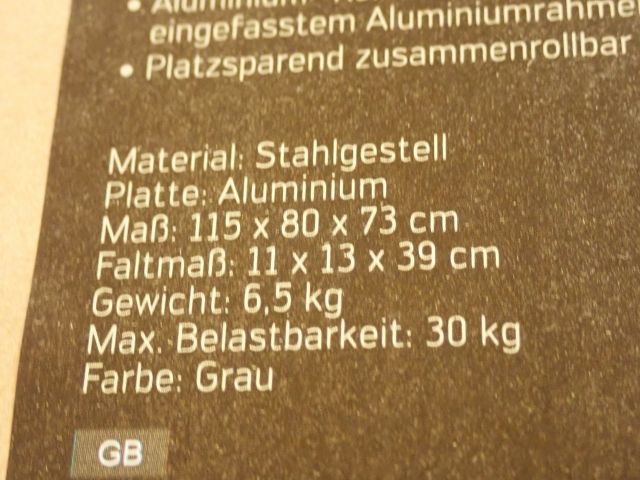 • Aluminium-
eingefasstem Aluminiumrahmen
• Platzsparend zusammenrollbar
Material: Stahlgestell
Platte: Aluminium
Maß: 115 x 80 x 73 cm
Faltmaß: 11 x 13 x 39 cm
Gewicht: 6,5 kg
Max. Belastbarkeit: 30 kg
Farbe: Grau
GB